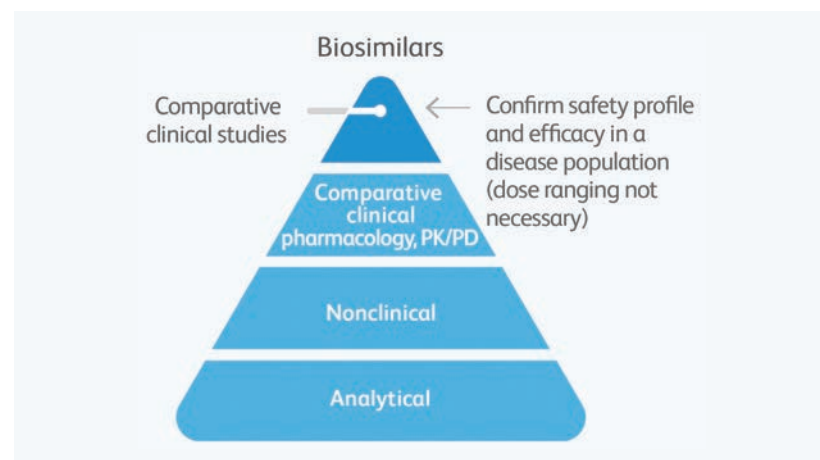 Biosimilars
Comparative
clinical studies
Confirm safety profile
and efficacy in a
disease population
(dose ranging not
necessary)
Comparative
clinical
pharmacology, PK/PD
Nonclinical
Analytical